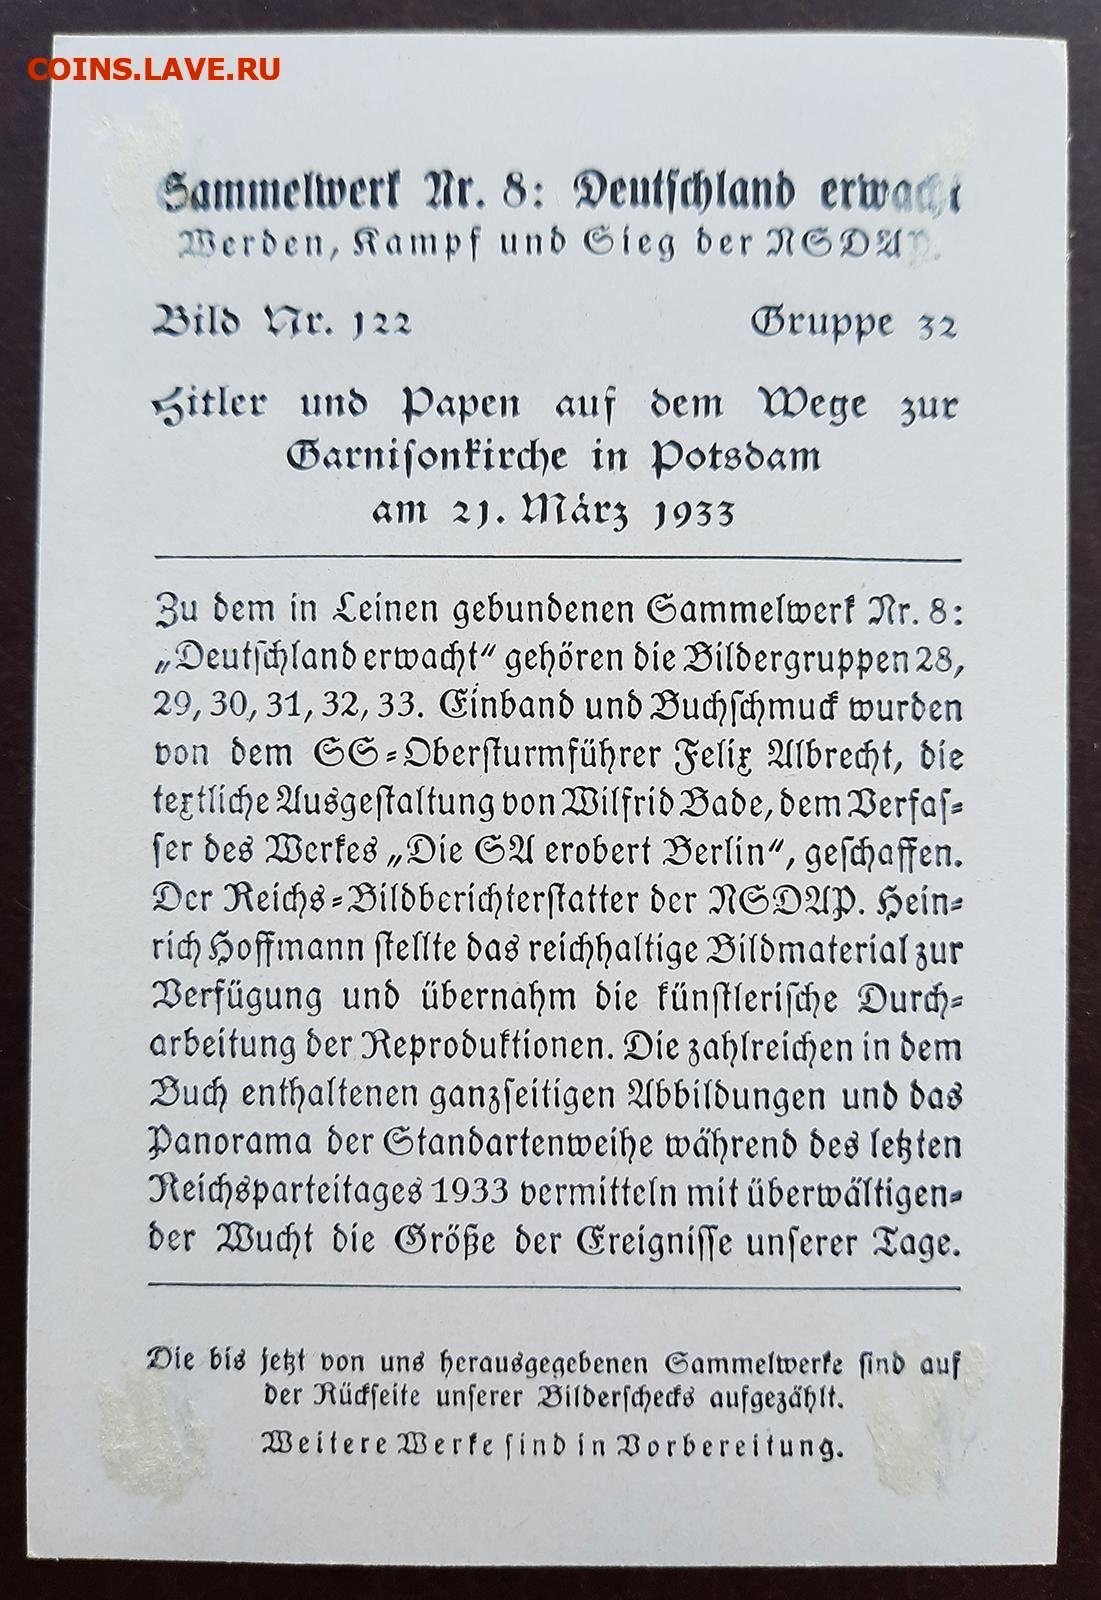 COINS.LAVE.RU
Sammelwerk Nr. 8: Deutschland erwacht
Werden, Kampf und Sieg der NSDAP.
Bild Nr. 122 Gruppe 32
Hitler und Papen auf dem Wege zur
Garnisonkirche in Potsdam
am 21. März 1933
Zu dem in Leinen gebundenen Sammelwerk Nr. 8:
„Deutschland erwacht“ gehören die Bildergruppen 28,
29, 30, 31, 32, 33. Einband und Buchschmuck wurden
von dem SS-Obersturmführer Felix Albrecht, die
textliche Ausgestaltung von Wilfrid Bade, dem Verfas-
ser des Werkes „Die SA erobert Berlin“, geschaffen.
Der Reichs-Bildberichterstatter der NSDAP. Hein-
rich Hoffmann stellte das reichhaltige Bildmaterial zur
Verfügung und übernahm die künstlerische Durch-
arbeitung der Reproduktionen. Die zahlreichen in dem
Buch enthaltenen ganzseitigen Abbildungen und das
Panorama der Standartenweihe während des letzten
Reichsparteitages 1933 vermitteln mit überwältigen-
der Wucht die Größe der Ereignisse unserer Tage.
Die bis jetzt von uns herausgegebenen Sammelwerke sind auf
der Rückseite unserer Bilderschecks aufgezählt.
Weitere Werke sind in Vorbereitung.